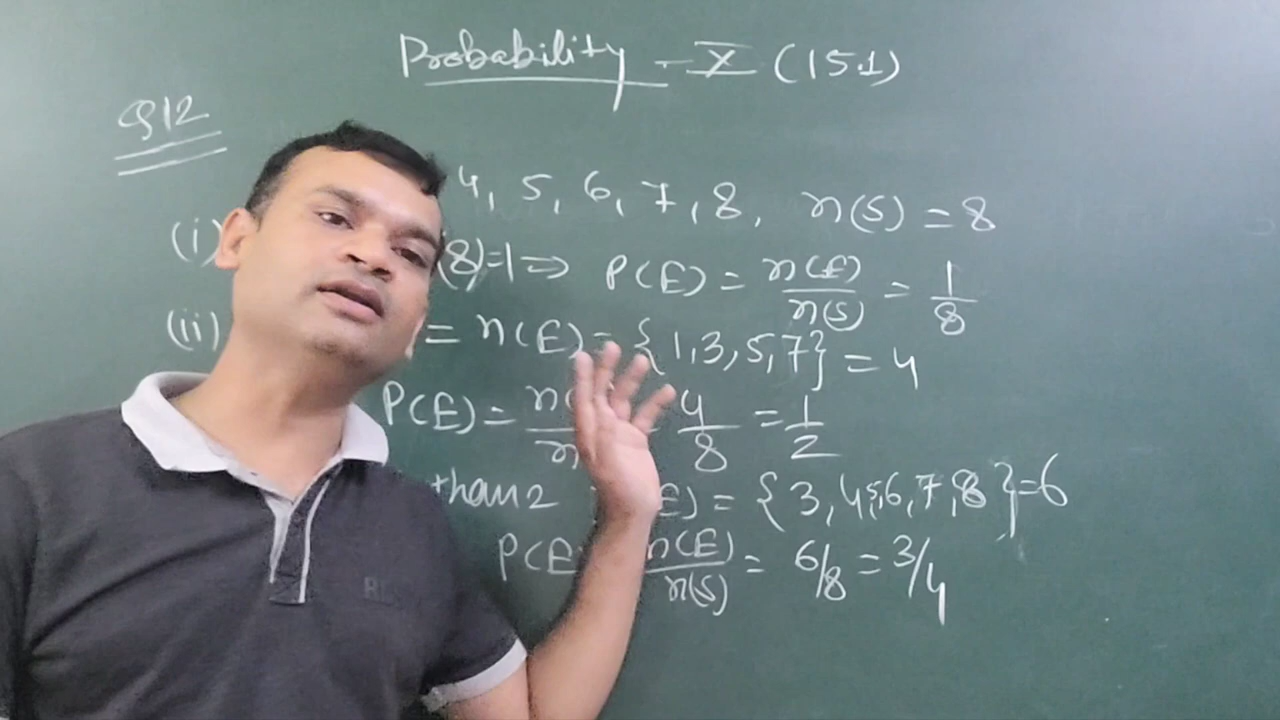 Probability - X (15.1)
Q12
4, 5, 6, 7, 8, n(S) = 8
(i) (8)=1 ⇒ P(E) = n(E)/n(S) = 1/8
(ii) = n(E) = {1,3,5,7} = 4
P(E) = 4/8 = 1/2
than 2 E) = {3,4,5,6,7,8}=6
P(E n(E)/n(S) = 6/8 = 3/4